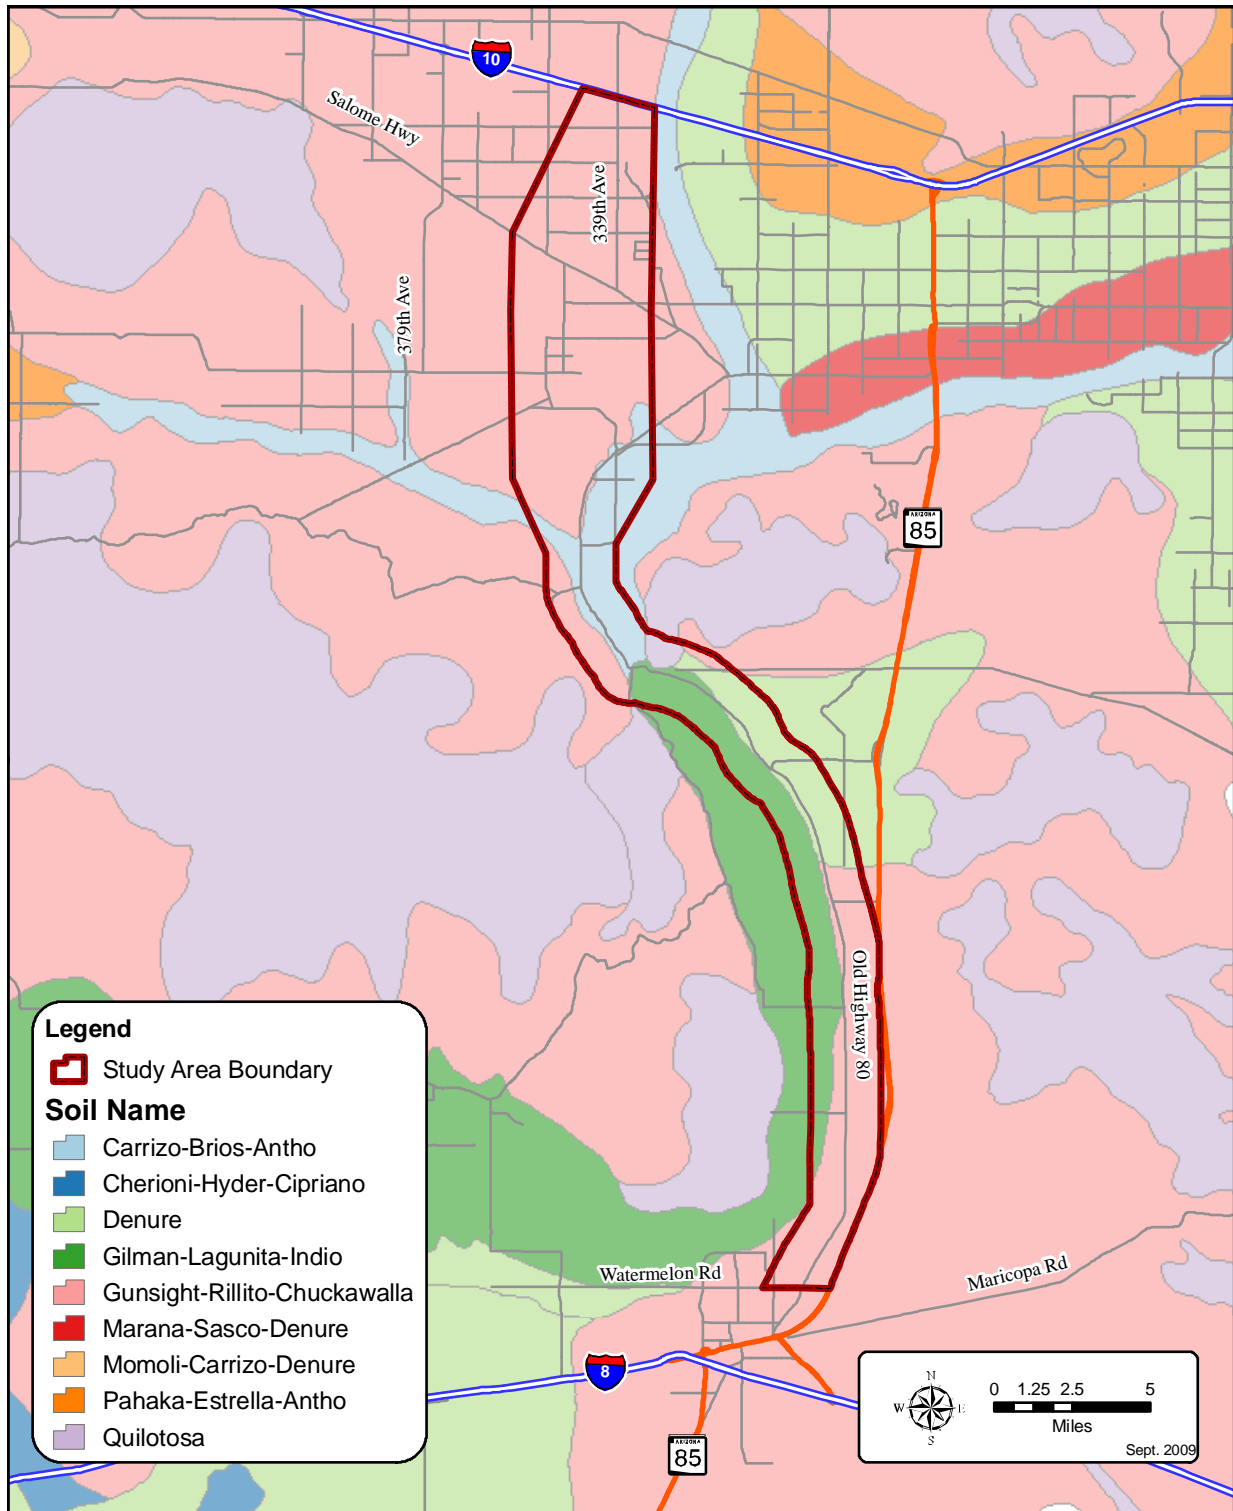 10
Salome Hwy
339th Ave
379th Ave
ARIZONA
85
Old Highway 80
Watermelon Rd
Maricopa Rd
8
ARIZONA
85
Legend
Study Area Boundary
Soil Name
Carrizo-Brios-Antho
Cherioni-Hyder-Cipriano
Denure
Gilman-Lagunita-Indio
Gunsight-Rillito-Chuckawalla
Marana-Sasco-Denure
Momoli-Carrizo-Denure
Pahaka-Estrella-Antho
Quilotosa
N
W E
S
0 1.25 2.5 5
Miles
Sept. 2009